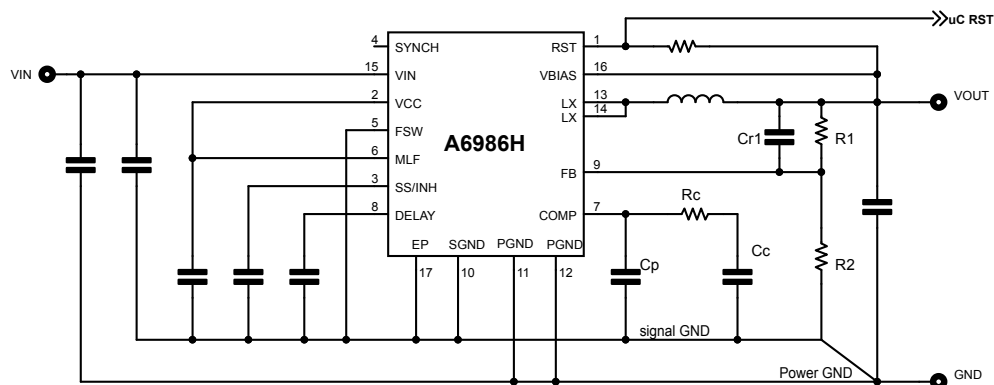 uC RST
4
SYNCH
RST
1
VIN
15
VIN
VBIAS
16
2
VCC
LX
13
VOUT
LX
14
5
FSW
A6986H
Cr1
R1
6
MLF
FB
9
3
SS/INH
Rc
8
DELAY
COMP
7
EP
SGND
PGND
PGND
17
10
11
12
Cp
Cc
R2
signal GND
Power GND
GND